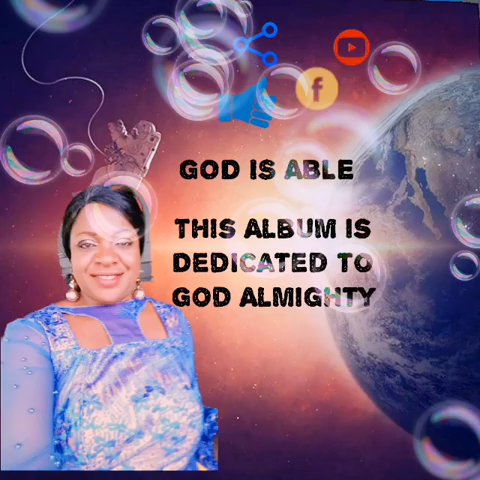 GOD IS ABLE
THIS ALBUM IS
DEDICATED TO
GOD ALMIGHTY